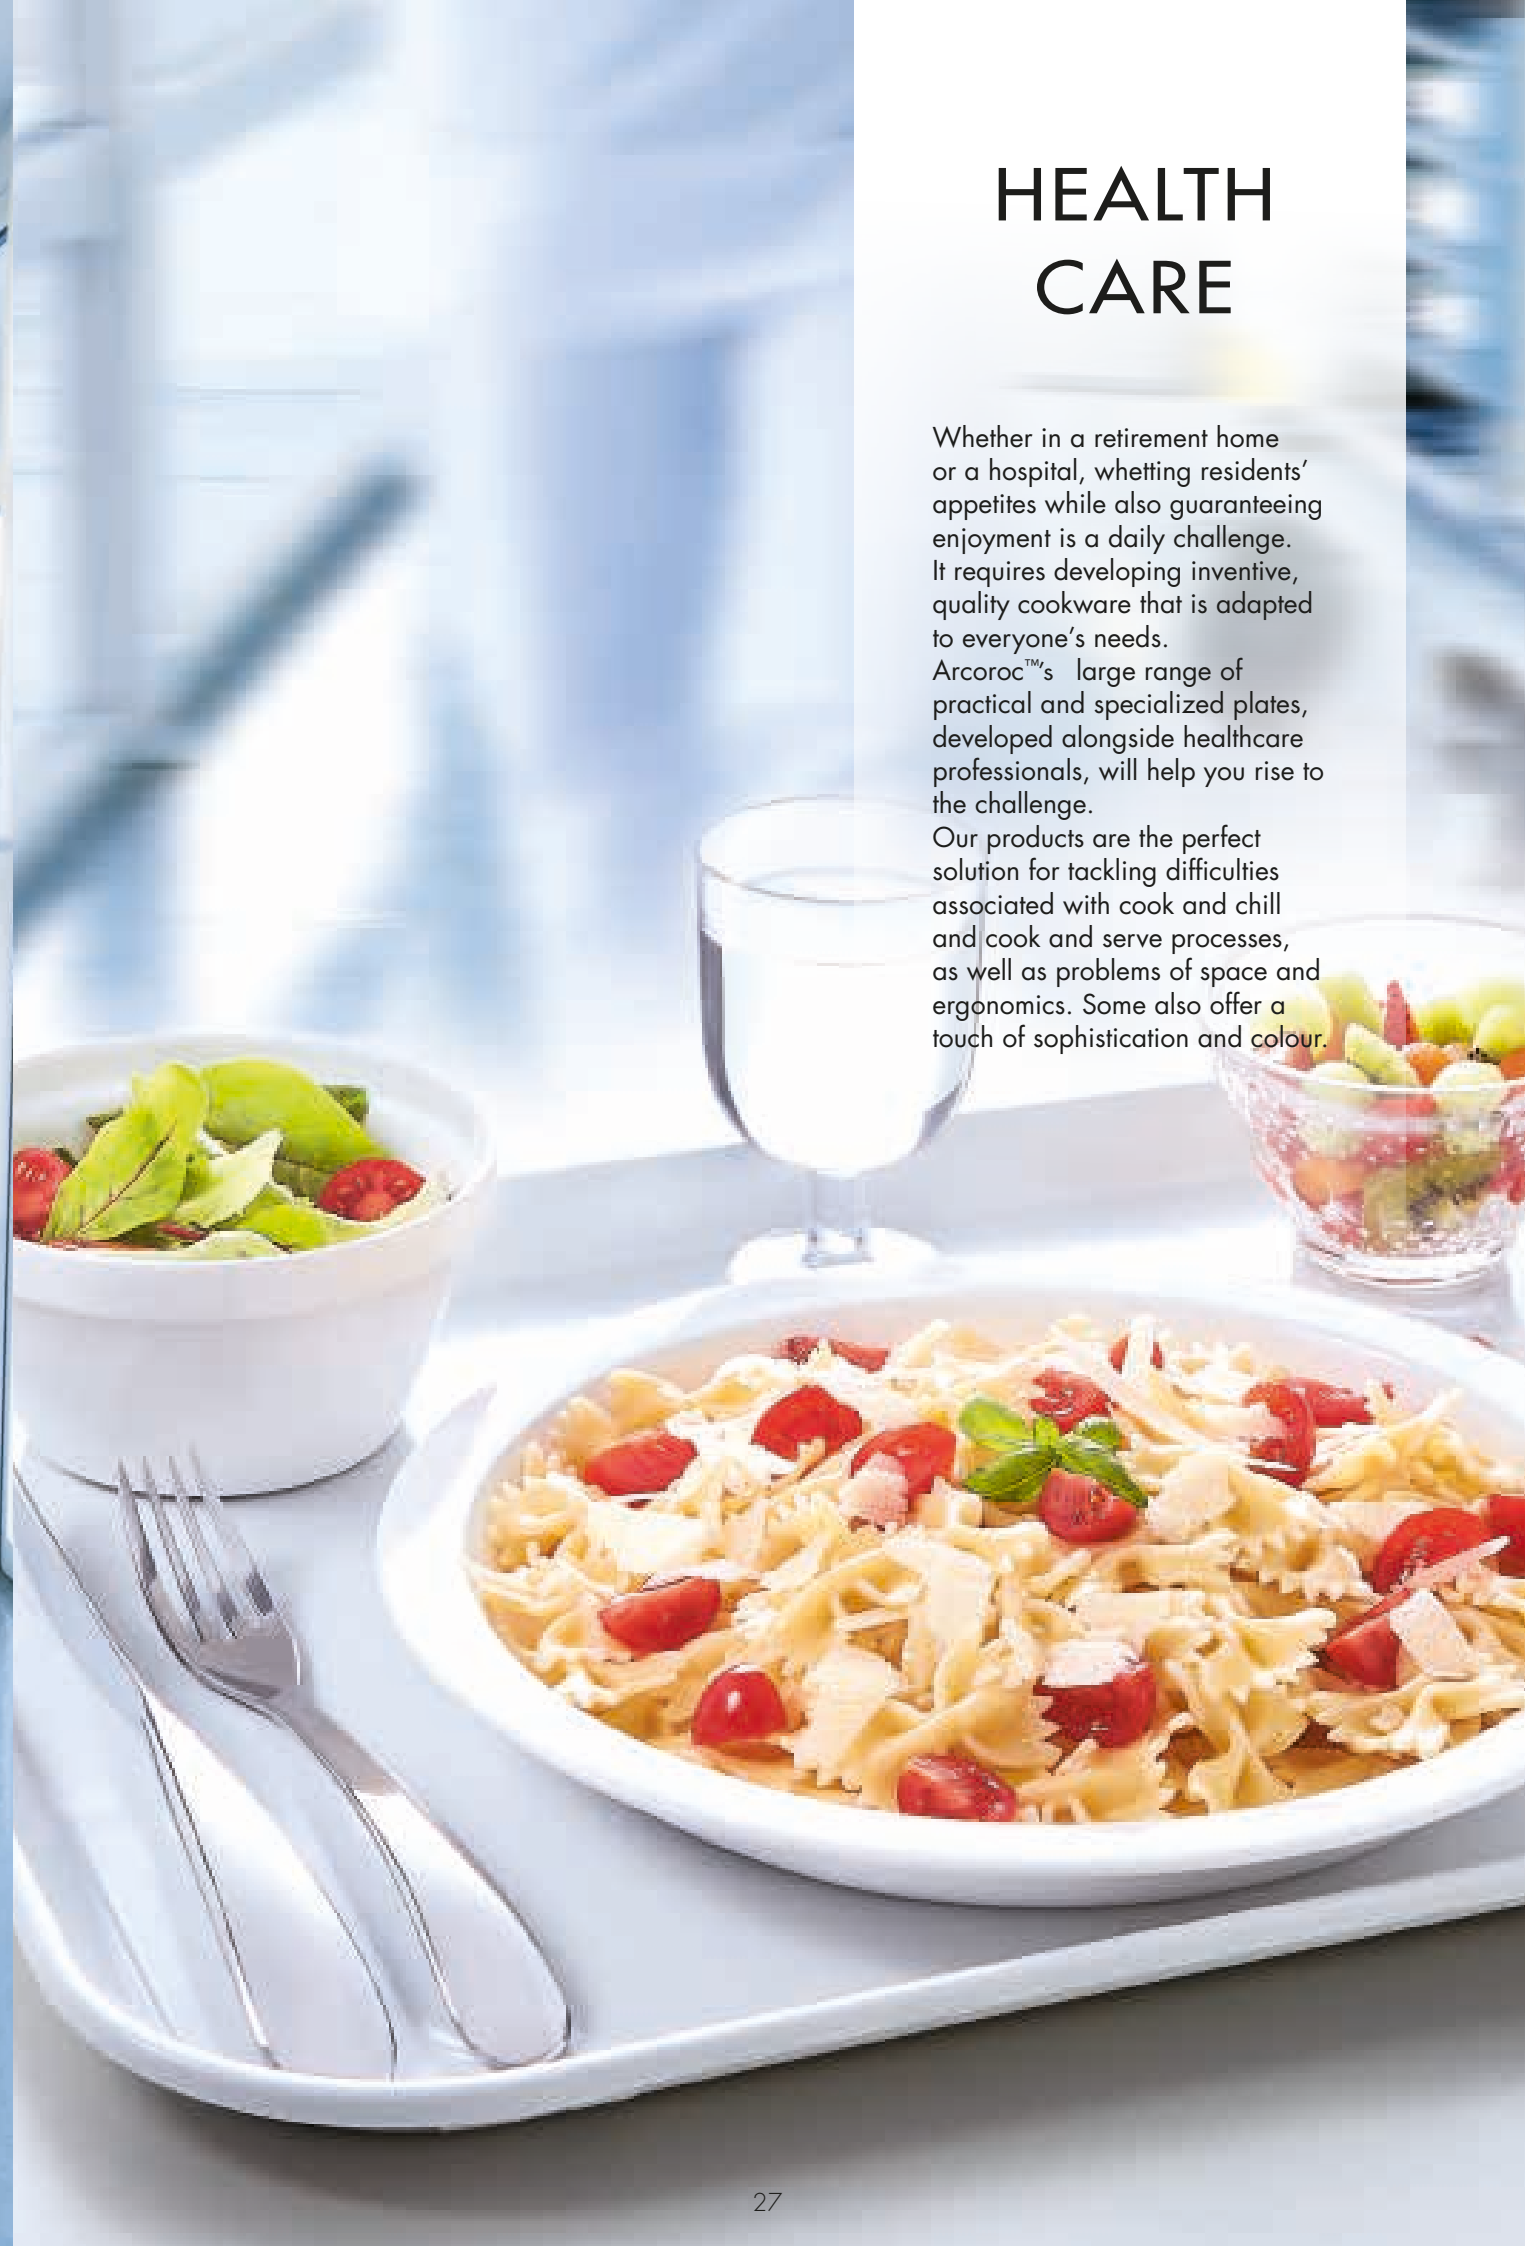 HEALTH
CARE
Whether in a retirement home
or a hospital, whetting residents’
appetites while also guaranteeing
enjoyment is a daily challenge.
It requires developing inventive,
quality cookware that is adapted
to everyone’s needs.
Arcoroc™’s large range of
practical and specialized plates,
developed alongside healthcare
professionals, will help you rise to
the challenge.
Our products are the perfect
solution for tackling difficulties
associated with cook and chill
and cook and serve processes,
as well as problems of space and
ergonomics. Some also offer a
touch of sophistication and colour.
27